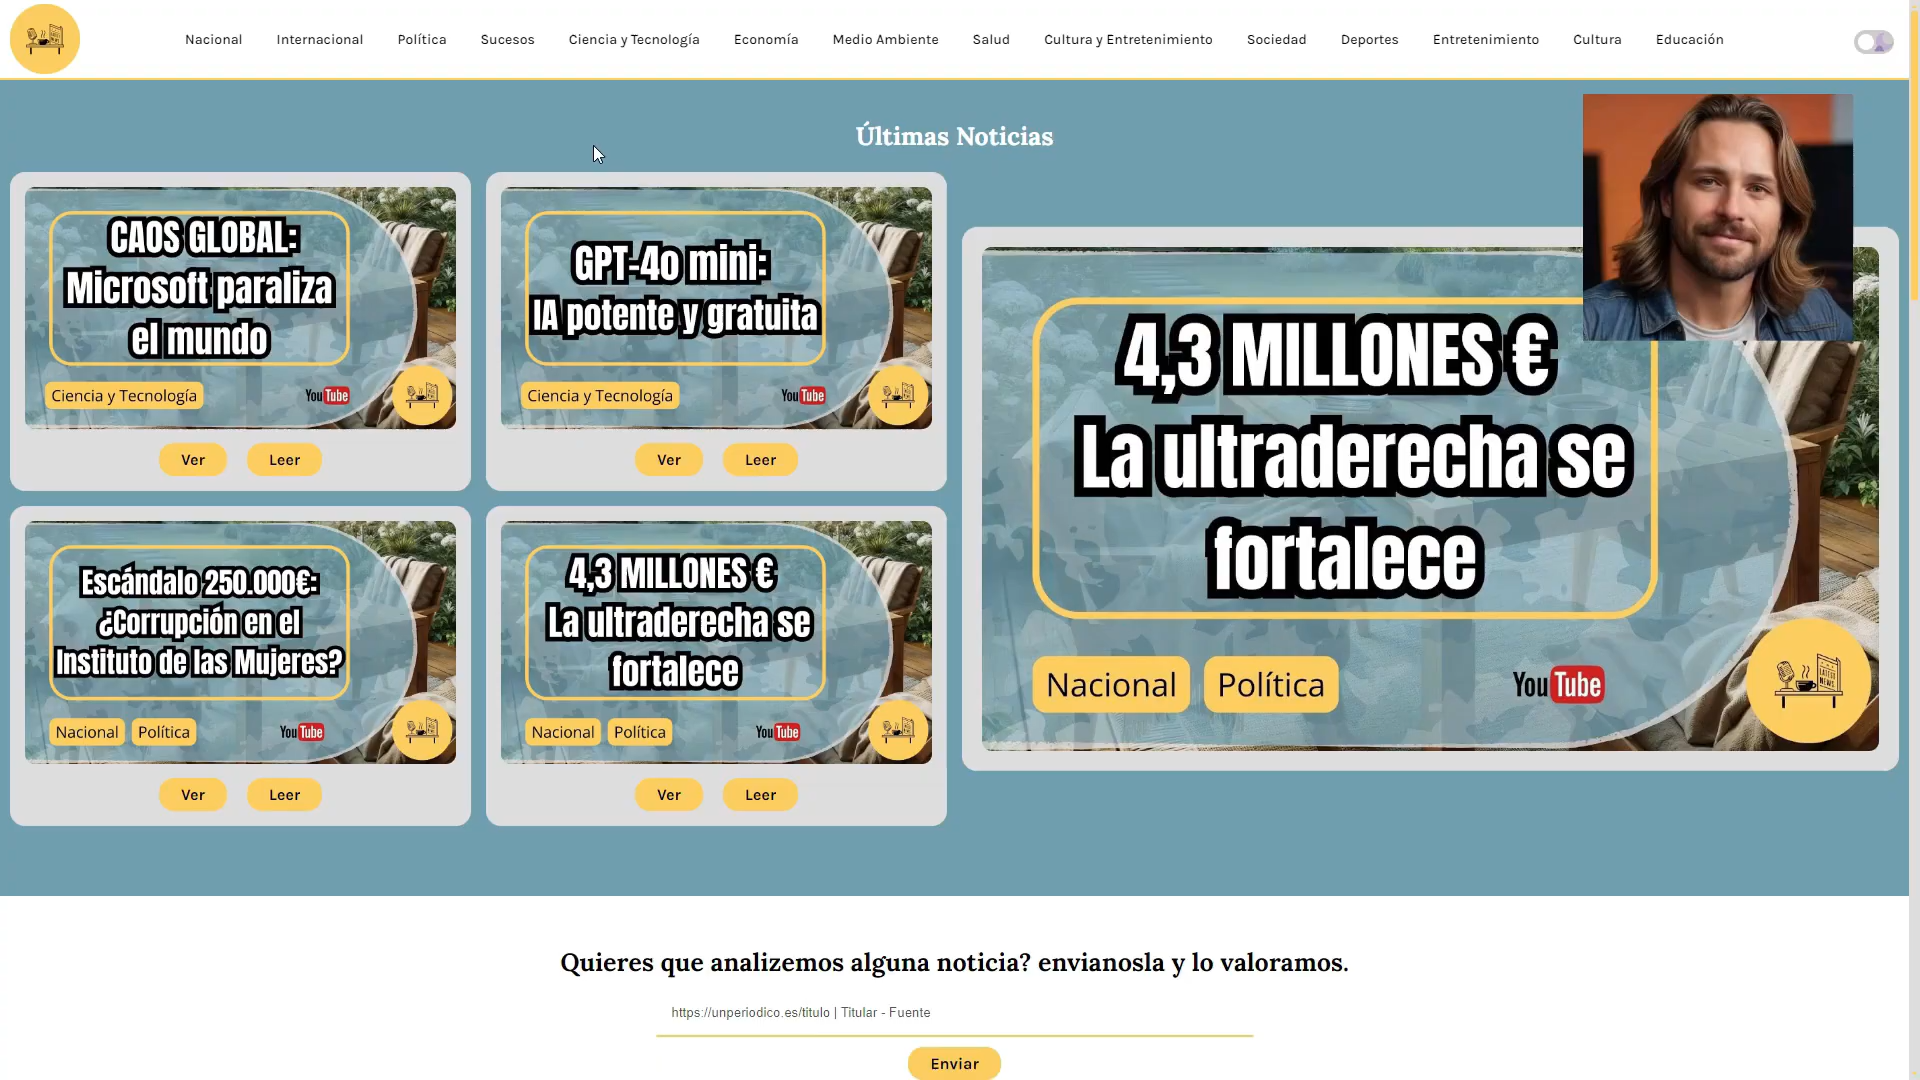 Nacional Internacional Política Sucesos Ciencia y Tecnología Economía Medio Ambiente Salud Cultura y Entretenimiento Sociedad Deportes Entretenimiento Cultura Educación
Últimas Noticias
CAOS GLOBAL:
Microsoft paraliza
el mundo
Ciencia y Tecnología
YouTube
Ver Leer
GPT-4o mini:
IA potente y gratuita
Ciencia y Tecnología
YouTube
Ver Leer
Escándalo 250.000€:
¿Corrupción en el
Instituto de las Mujeres?
Nacional Política
YouTube
Ver Leer
4,3 MILLONES €
La ultraderecha se
fortalece
Nacional Política
YouTube
Ver Leer
4,3 MILLONES €
La ultraderecha se
fortalece
Nacional Política
YouTube
LATEST
NEWS
Quieres que analizemos alguna noticia? envianosla y lo valoramos.
https://unperiodico.es/titulo | Titular - Fuente
Enviar